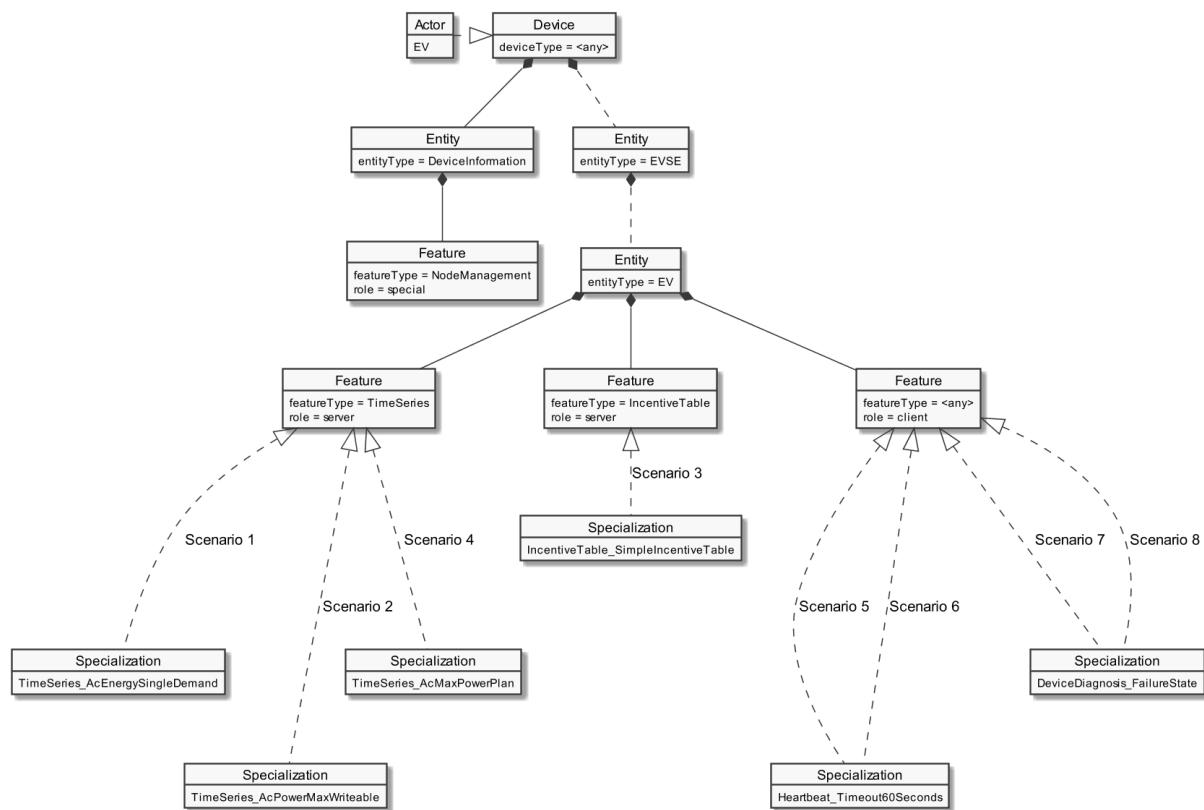 Actor
EV
Device
deviceType = <any>
Entity
entityType = DeviceInformation
Entity
entityType = EVSE
Feature
featureType = NodeManagement
role = special
Entity
entityType = EV
Feature
featureType = TimeSeries
role = server
Feature
featureType = IncentiveTable
role = server
Feature
featureType = <any>
role = client
Scenario 1
Scenario 4
Scenario 3
Scenario 7
Scenario 8
Specialization
IncentiveTable_SimpleIncentiveTable
Scenario 2
Scenario 5
Scenario 6
Specialization
TimeSeries_AcEnergySingleDemand
Specialization
TimeSeries_AcMaxPowerPlan
Specialization
DeviceDiagnosis_FailureState
Specialization
TimeSeries_AcPowerMaxWriteable
Specialization
Heartbeat_Timeout60Seconds